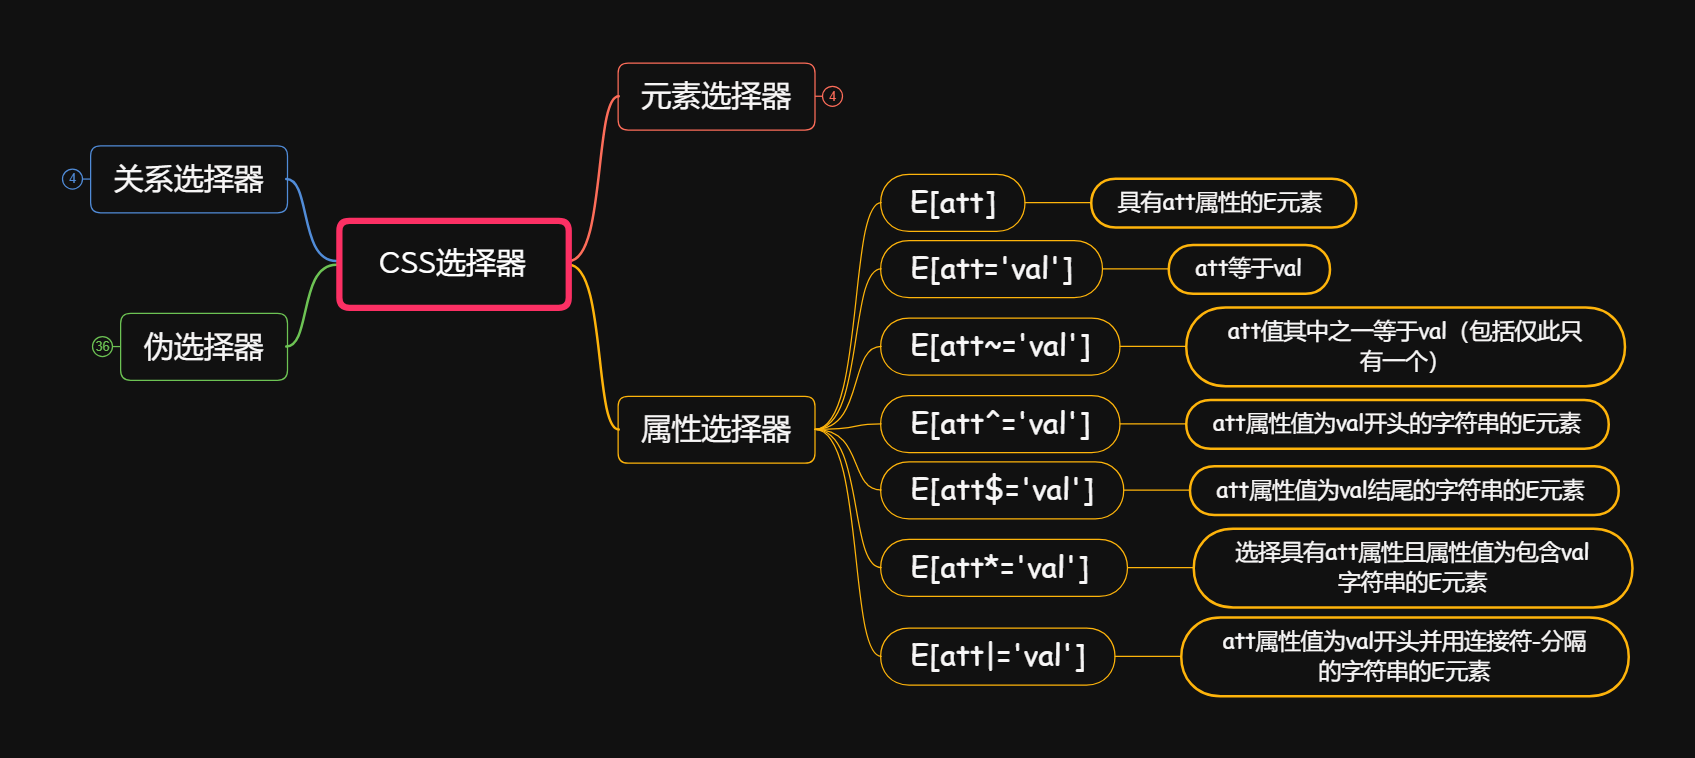 元素选择器
4
4
关系选择器
CSS选择器
36
伪选择器
属性选择器
E[att]
具有att属性的E元素
E[att='val']
att等于val
E[att~='val']
att值其中之一等于val（包括仅此只
有一个）
E[att^='val']
att属性值为val开头的字符串的E元素
E[att$='val']
att属性值为val结尾的字符串的E元素
E[att*='val']
选择具有att属性且属性值为包含val
字符串的E元素
E[att|='val']
att属性值为val开头并用连接符-分隔
的字符串的E元素